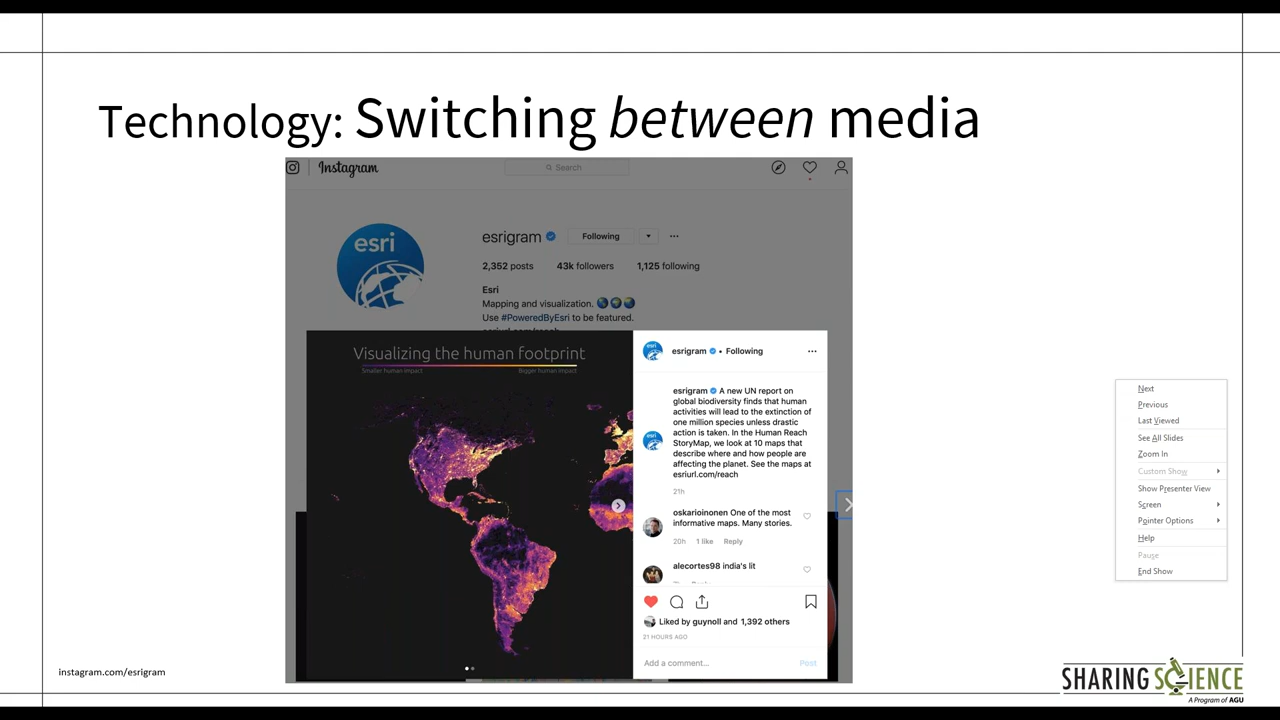 Technology: Switching between media
Instagram
Search
esrigram
Following
2,352 posts 43k followers 1,125 following
Esri
Mapping and visualization.
Use #PoweredByEsri to be featured.
Visualizing the human footprint
Smaller human impact Bigger human impact
esrigram • Following
esrigram A new UN report on
global biodiversity finds that human
activities will lead to the extinction of
one million species unless drastic
action is taken. In the Human Reach
StoryMap, we look at 10 maps that
describe where and how people are
affecting the planet. See the maps at
esriurl.com/reach
21h
oskarioinonen One of the most
informative maps. Many stories.
20h 1 like Reply
alecortes98 india's lit
Liked by guynoll and 1,392 others
21 HOURS AGO
Add a comment... Post
Next
Previous
Last Viewed
See All Slides
Zoom In
Custom Show
Show Presenter View
Screen
Pointer Options
Help
Pause
End Show
instagram.com/esrigram
SHARING SCIENCE
A Program of AGU
esri